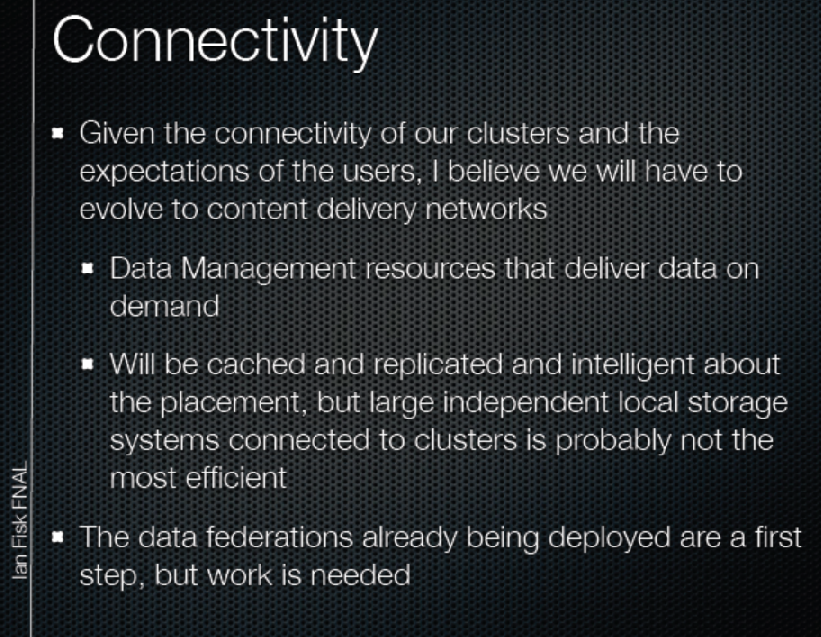 Connectivity
Given the connectivity of our clusters and the
expectations of the users, I believe we will have to
evolve to content delivery networks
Data Management resources that deliver data on
demand
Will be cached and replicated and intelligent about
the placement, but large independent local storage
systems connected to clusters is probably not the
most efficient
The data federations already being deployed are a first
step, but work is needed
Ian Fisk FNAL